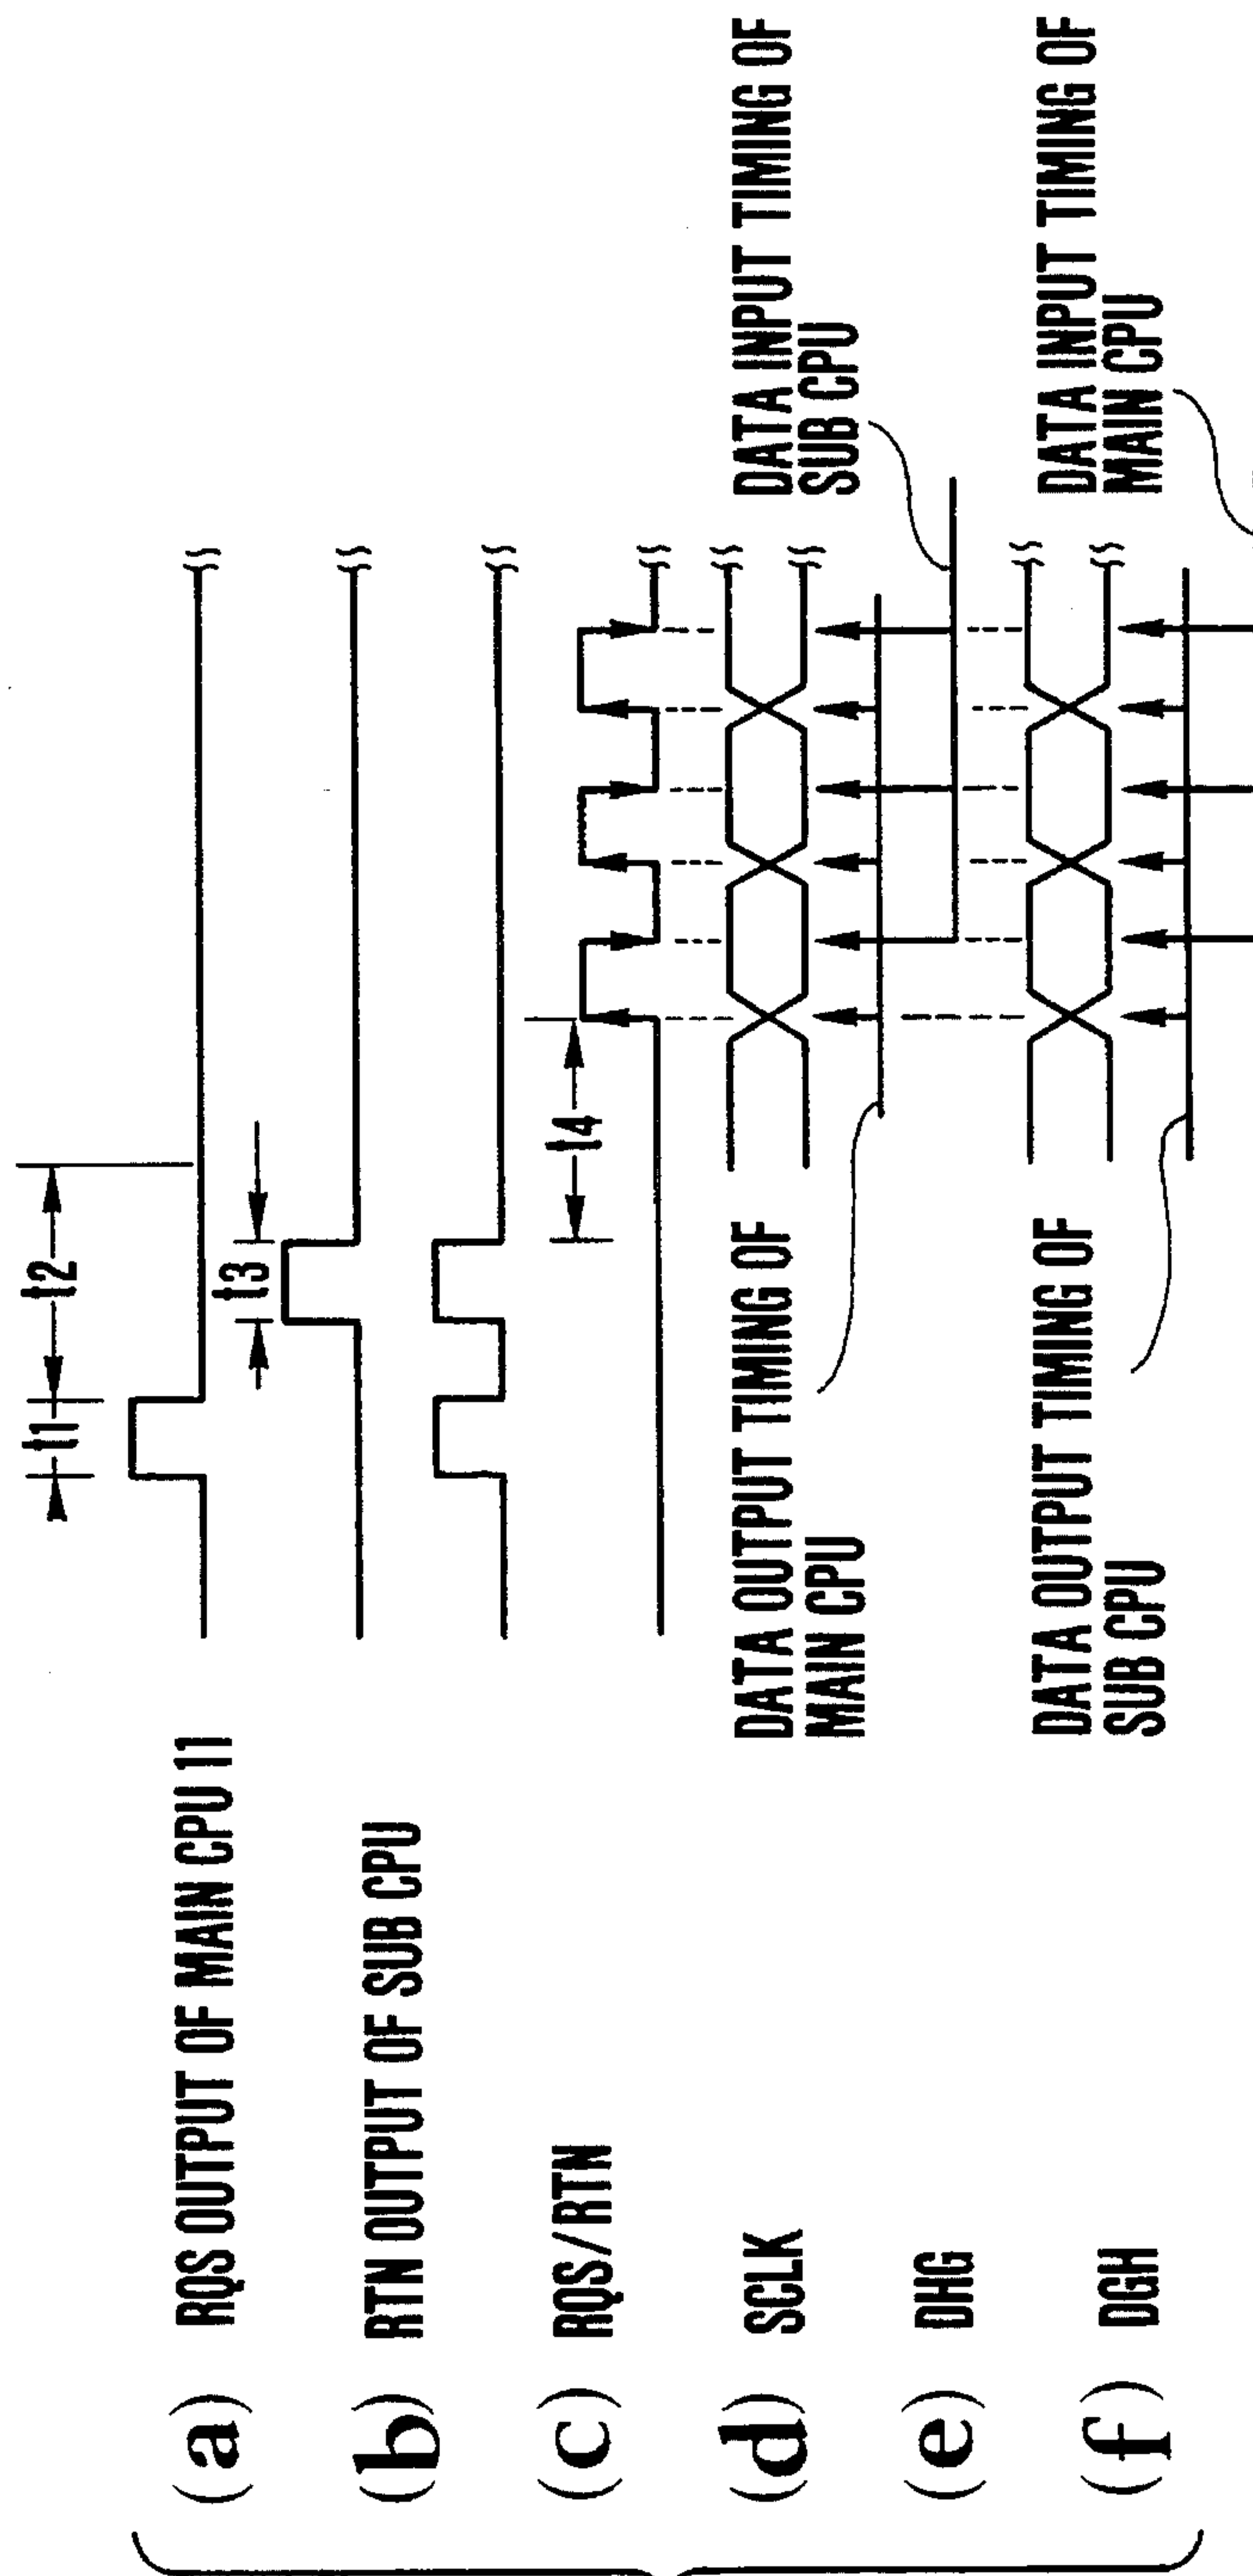 t1
t2
(a) RQS OUTPUT OF MAIN CPU 11
t3
(b) RTN OUTPUT OF SUB CPU
(c) RQS/RTN
t4
(d) SCLK
DATA OUTPUT TIMING OF
MAIN CPU
DATA INPUT TIMING OF
SUB CPU
(e) DHG
DATA OUTPUT TIMING OF
SUB CPU
DATA INPUT TIMING OF
MAIN CPU
(f) DGH